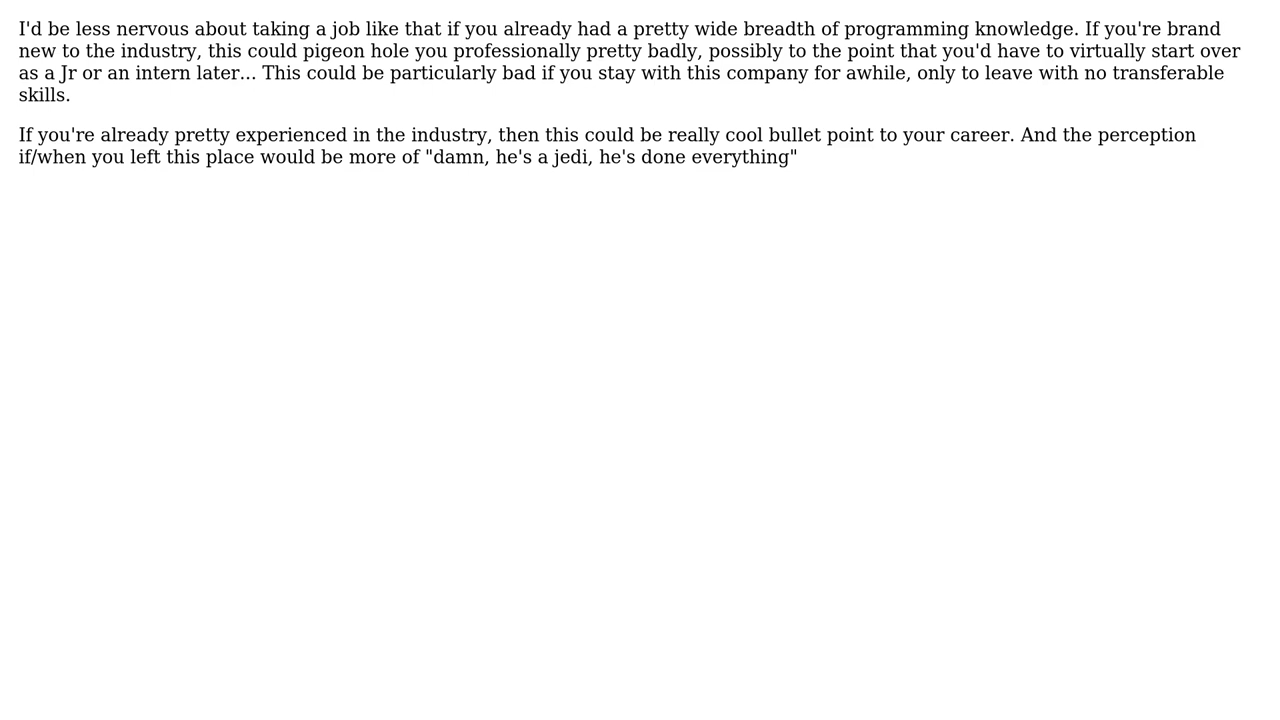 I'd be less nervous about taking a job like that if you already had a pretty wide breadth of programming knowledge. If you're brand
new to the industry, this could pigeon hole you professionally pretty badly, possibly to the point that you'd have to virtually start over
as a Jr or an intern later... This could be particularly bad if you stay with this company for awhile, only to leave with no transferable
skills.
If you're already pretty experienced in the industry, then this could be really cool bullet point to your career. And the perception
if/when you left this place would be more of "damn, he's a jedi, he's done everything"